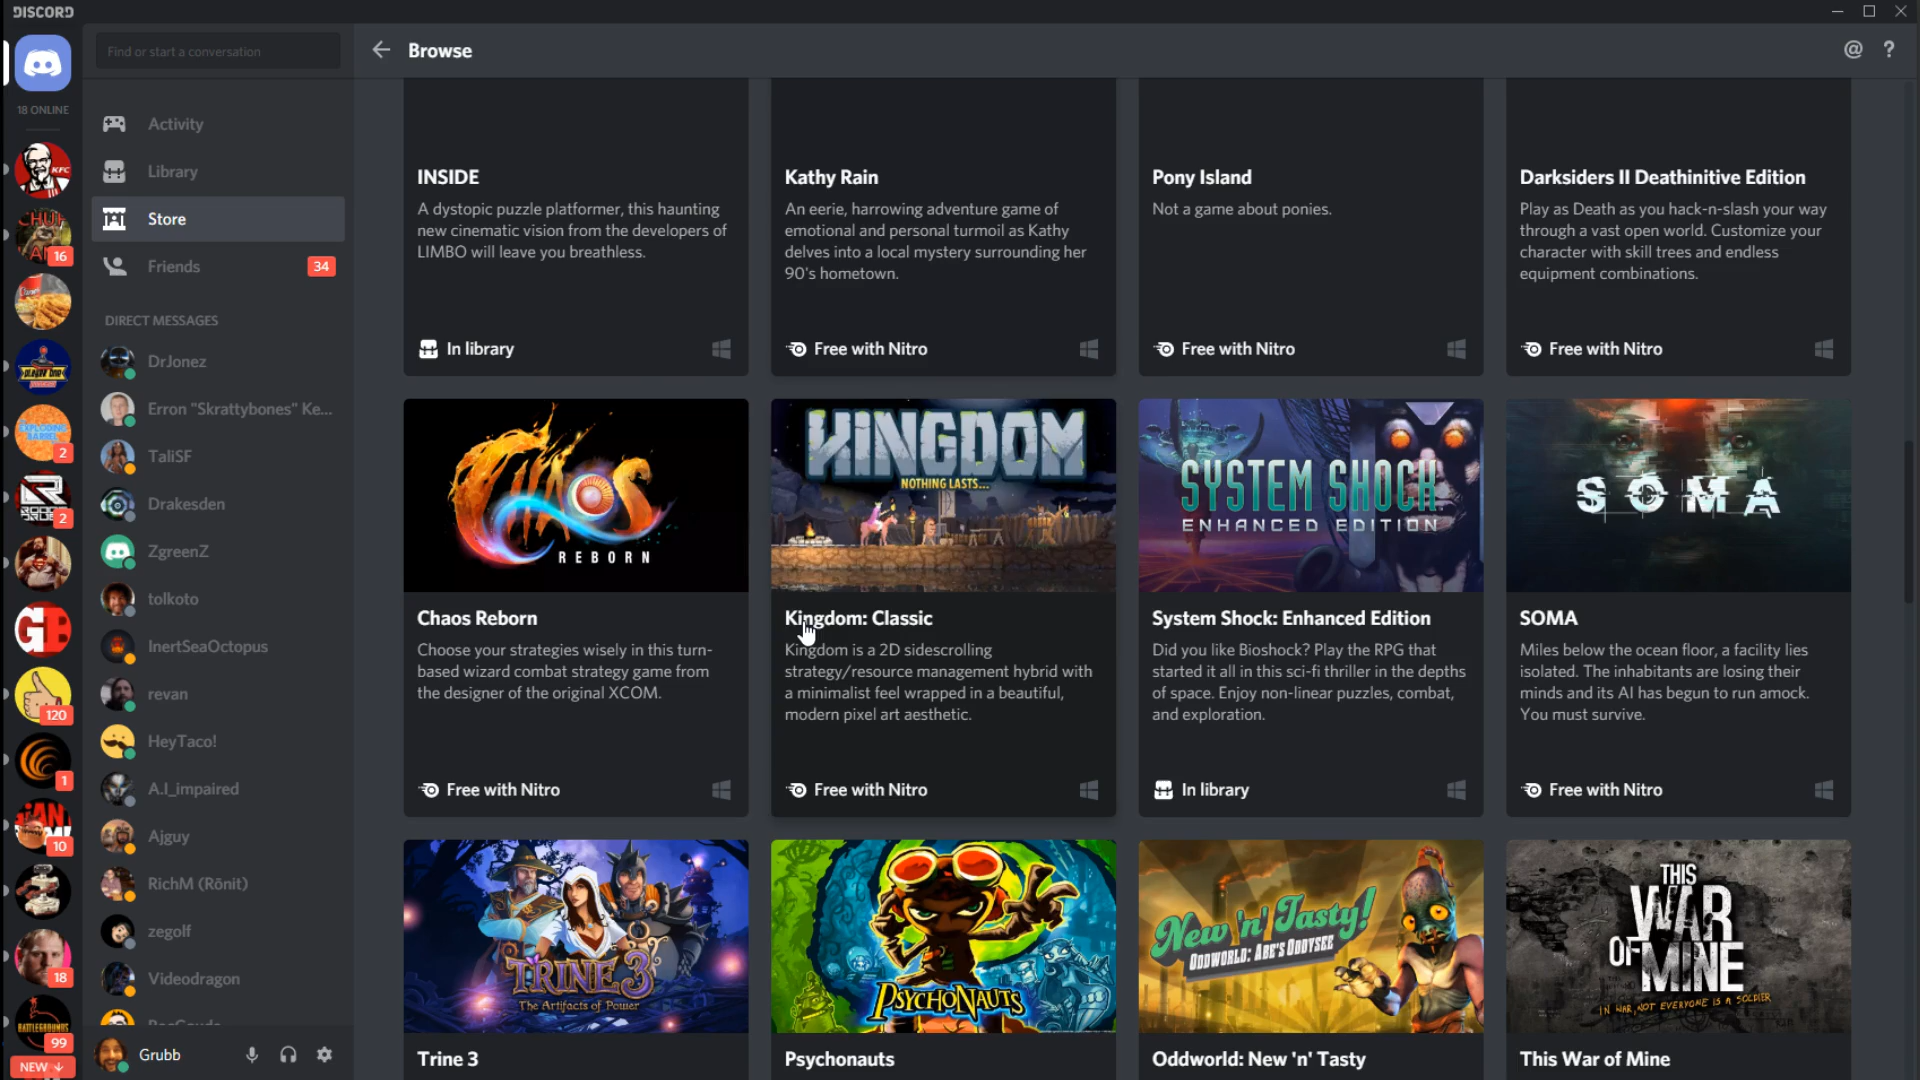 DISCORD
Find or start a conversation
Browse
18 ONLINE
KFC
16
2
2
GB
120
1
10
18
BATTLEGROUNDS
99
NEW
Activity
Library
Store
Friends
34
DIRECT MESSAGES
DrJonez
Erron "Skrattybones" Ke...
TaliSF
Drakesden
ZgreenZ
tolkoto
InertSeaOctopus
revan
HeyTaco!
A.I_impaired
Ajguy
RichM (Rōnit)
zegolf
Videodragon
Grubb
INSIDE
A dystopic puzzle platformer, this haunting
new cinematic vision from the developers of
LIMBO will leave you breathless.
In library
Kathy Rain
An eerie, harrowing adventure game of
emotional and personal turmoil as Kathy
delves into a local mystery surrounding her
90's hometown.
Free with Nitro
Pony Island
Not a game about ponies.
Free with Nitro
Darksiders II Deathinitive Edition
Play as Death as you hack-n-slash your way
through a vast open world. Customize your
character with skill trees and endless
equipment combinations.
Free with Nitro
CHAOS
REBORN
Chaos Reborn
Choose your strategies wisely in this turn-
based wizard combat strategy game from
the designer of the original XCOM.
Free with Nitro
KINGDOM
NOTHING LASTS...
Kingdom: Classic
Kingdom is a 2D sidescrolling
strategy/resource management hybrid with
a minimalist feel wrapped in a beautiful,
modern pixel art aesthetic.
Free with Nitro
SYSTEM SHOCK
ENHANCED EDITION
System Shock: Enhanced Edition
Did you like Bioshock? Play the RPG that
started it all in this sci-fi thriller in the depths
of space. Enjoy non-linear puzzles, combat,
and exploration.
In library
SOMA
SOMA
Miles below the ocean floor, a facility lies
isolated. The inhabitants are losing their
minds and its AI has begun to run amock.
You must survive.
Free with Nitro
TRINE 3
The Artifacts of Power
Trine 3
PSYCHONAUTS
Psychonauts
New 'n' Tasty!
ODDWORLD: ABE'S ODDYSEE
Oddworld: New 'n' Tasty
THIS
WAR
OF MINE
IN WAR, NOT EVERYONE IS A SOLDIER
This War of Mine